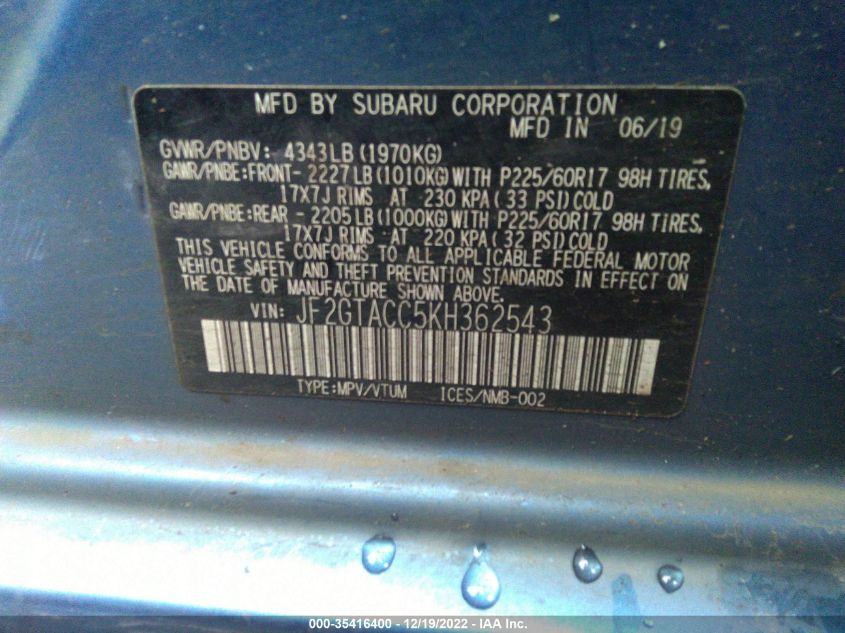 MFD BY SUBARU CORPORATION
MFD IN 06/19
GVWR/PNBV: 4343LB (1970KG)
GAWR/PNBE:FRONT- 2227LB(1010KG)WITH P225/60R17 98H TIRES,
17X7J RIMS AT 230 KPA(33 PSI)COLD
GAWR/PNBE:REAR - 2205LB(1000KG)WITH P225/60R17 98H TIRES,
17X7J RIMS AT 220 KPA(32 PSI)COLD
THIS VEHICLE CONFORMS TO ALL APPLICABLE FEDERAL MOTOR
VEHICLE SAFETY AND THEFT PREVENTION STANDARDS IN EFFECT ON
THE DATE OF MANUFACTURE SHOWN ABOVE.
VIN: JF2GTACC5KH362543
TYPE:MPV/VTUM ICES/NMB-002
000-35416400 - 12/19/2022 - IAA Inc.